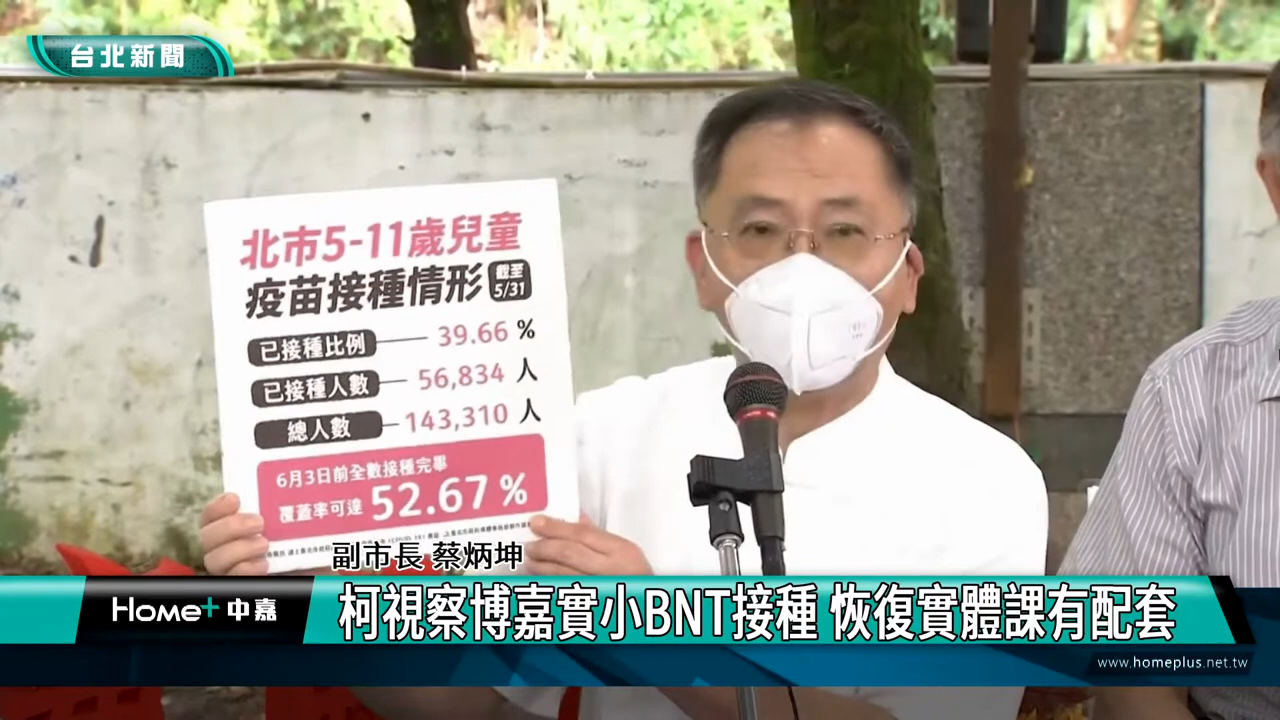 台北新聞
北市5-11歲兒童
疫苗接種情形 截至 5/31
已接種比例 39.66 %
已接種人數 56,834 人
總人數 143,310 人
6月3日前全數接種完畢
覆蓋率可達 52.67 %
副市長 蔡炳坤
Home+中嘉
柯視察博嘉實小BNT接種 恢復實體課有配套
www.homeplus.net.tw